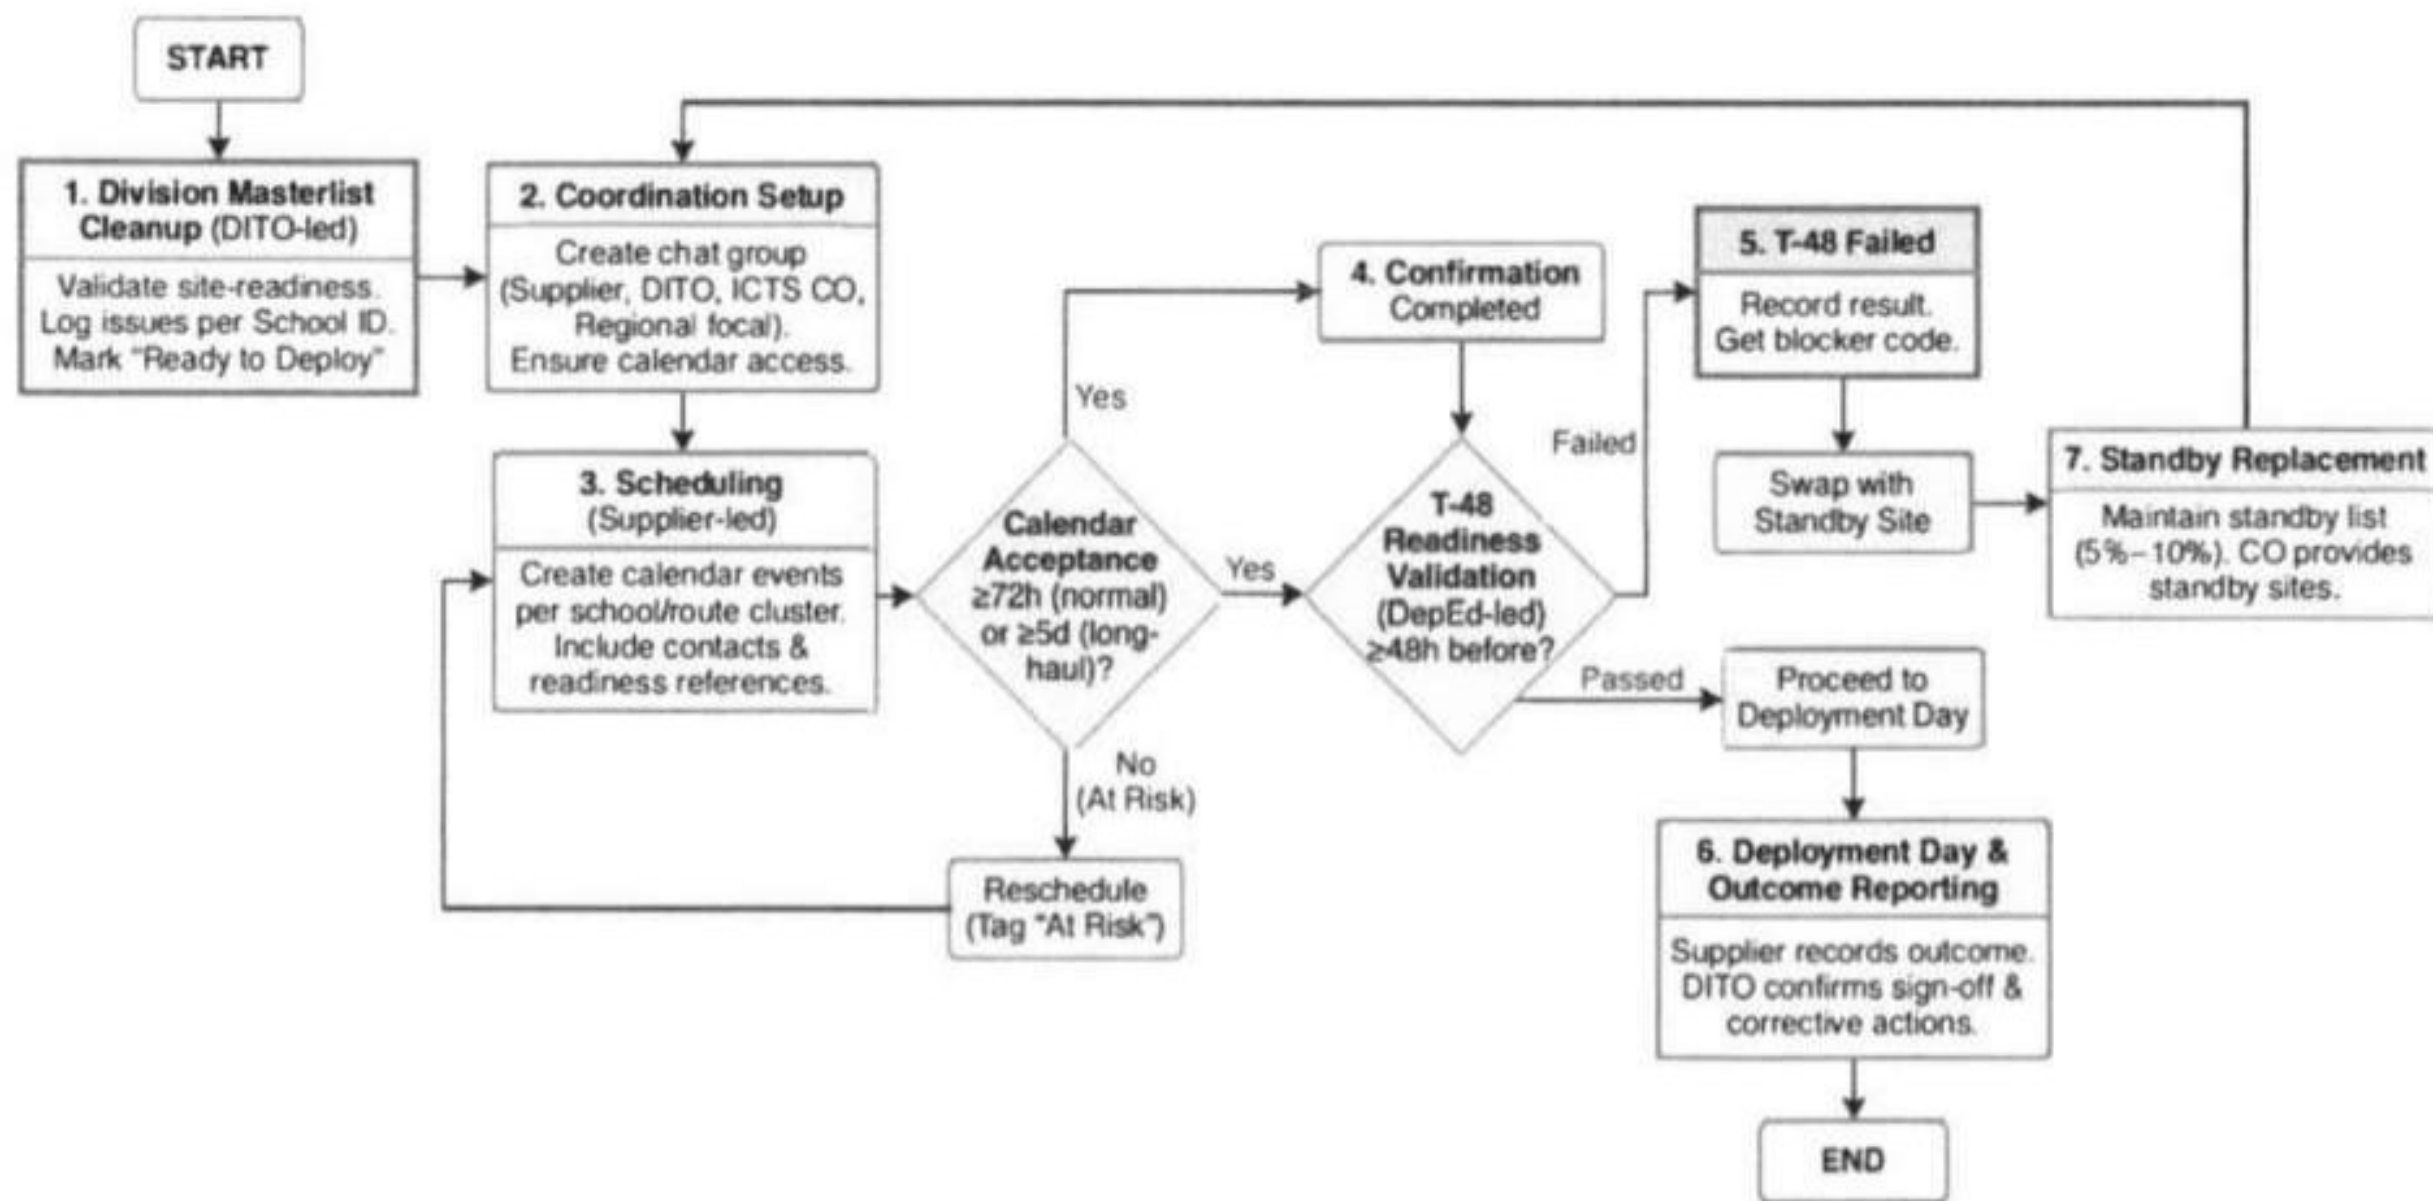 START
1. Division Masterlist
Cleanup (DITO-led)
Validate site-readiness.
Log issues per School ID.
Mark "Ready to Deploy"
2. Coordination Setup
Create chat group
(Supplier, DITO, ICTS CO,
Regional focal).
Ensure calendar access.
3. Scheduling
(Supplier-led)
Create calendar events
per school/route cluster.
Include contacts &
readiness references.
Calendar
Acceptance
≥72h (normal)
or ≥5d (long-
haul)?
Yes
Yes
No
(At Risk)
Reschedule
(Tag "At Risk")
4. Confirmation
Completed
T-48
Readiness
Validation
(DepEd-led)
≥48h before?
Failed
Passed
5. T-48 Failed
Record result.
Get blocker code.
Swap with
Standby Site
7. Standby Replacement
Maintain standby list
(5%–10%). CO provides
standby sites.
Proceed to
Deployment Day
6. Deployment Day &
Outcome Reporting
Supplier records outcome.
DITO confirms sign-off &
corrective actions.
END